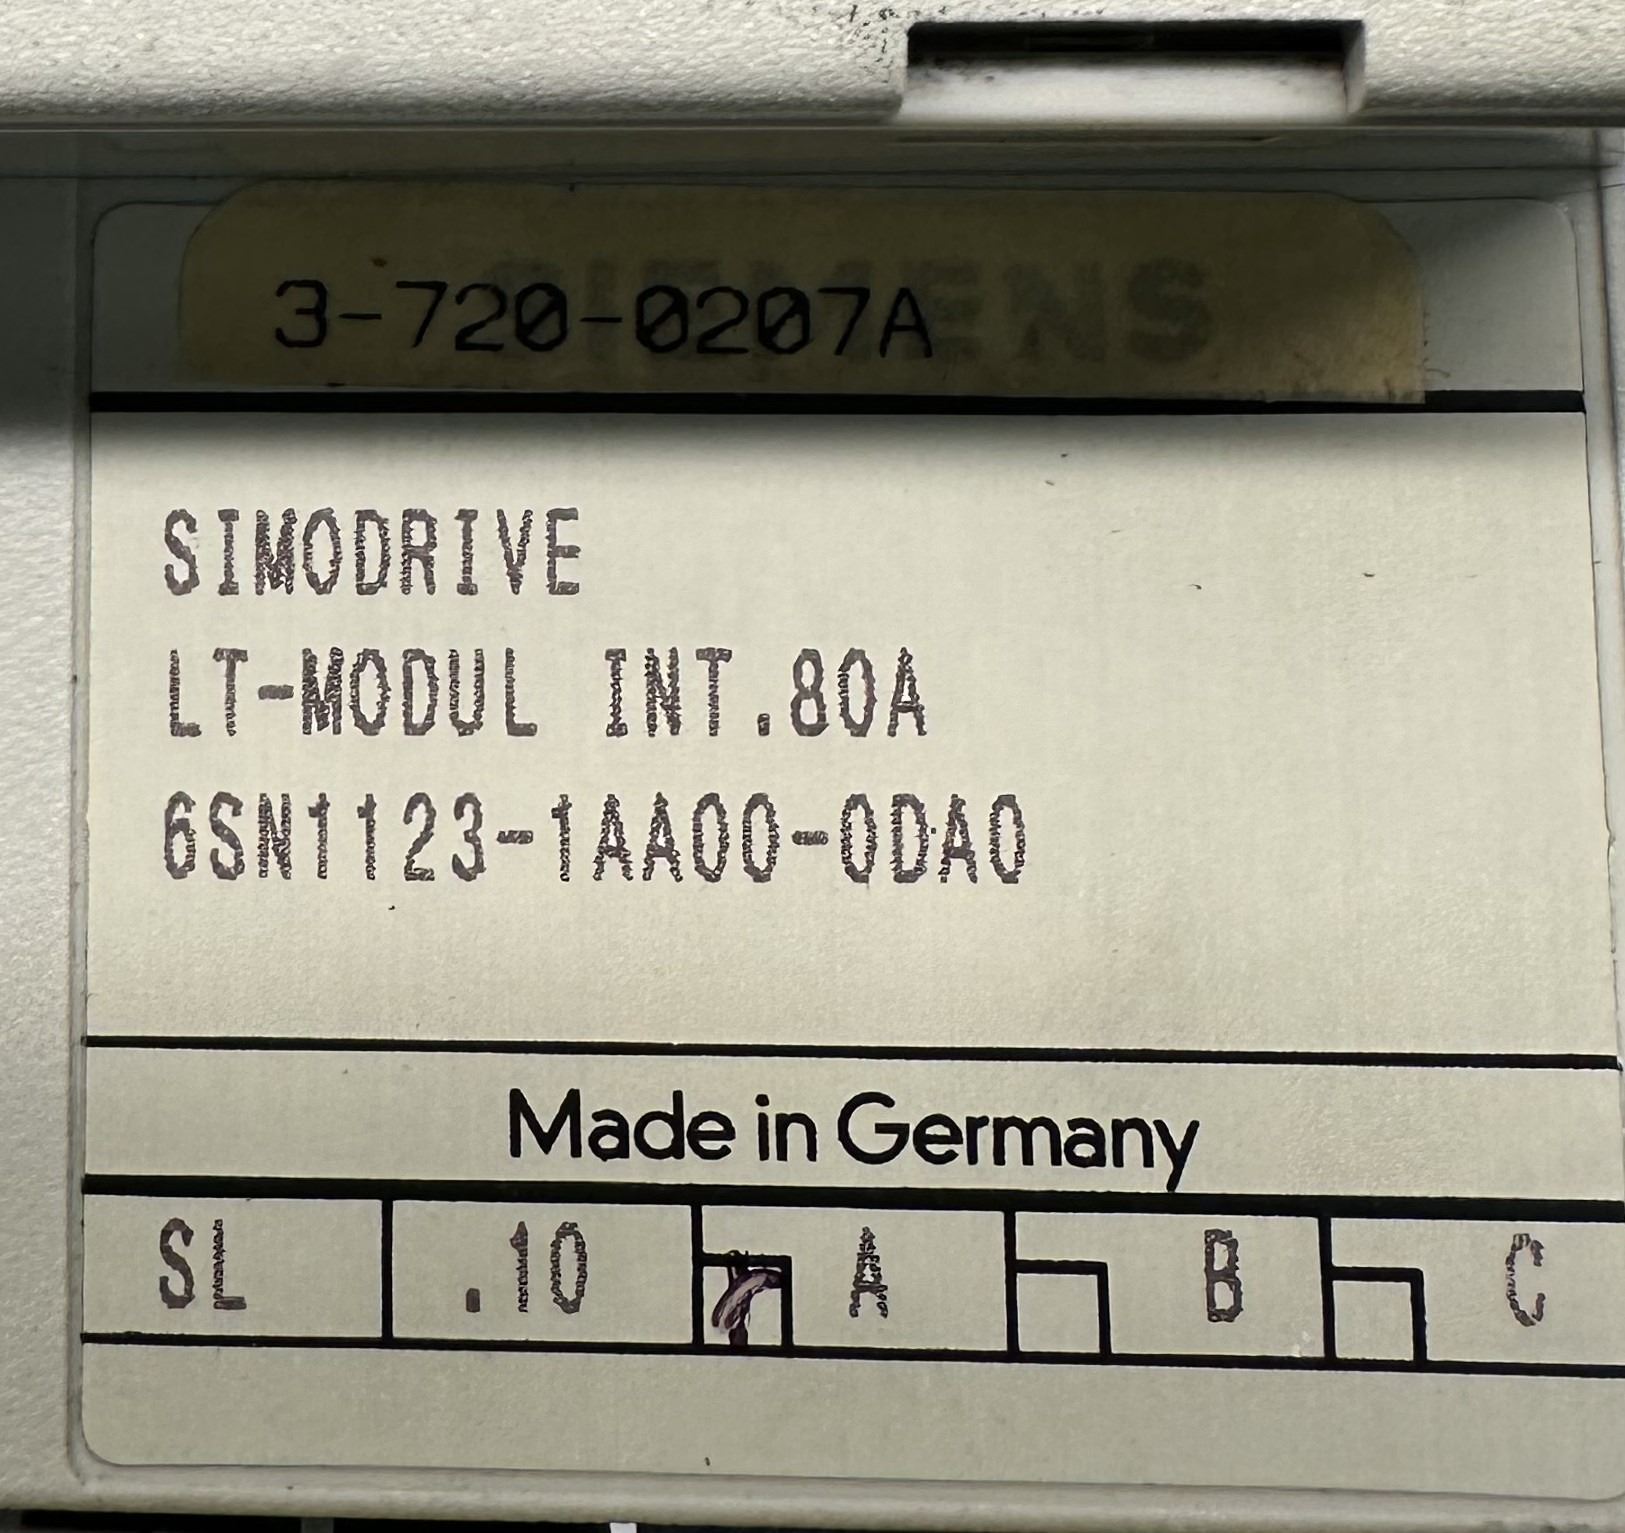 SIEMENS
3-720-0207A
SIMODRIVE
LT-MODUL INT.80A
6SN1123-1AA00-0DA0
Made in Germany
SL .10 A B C